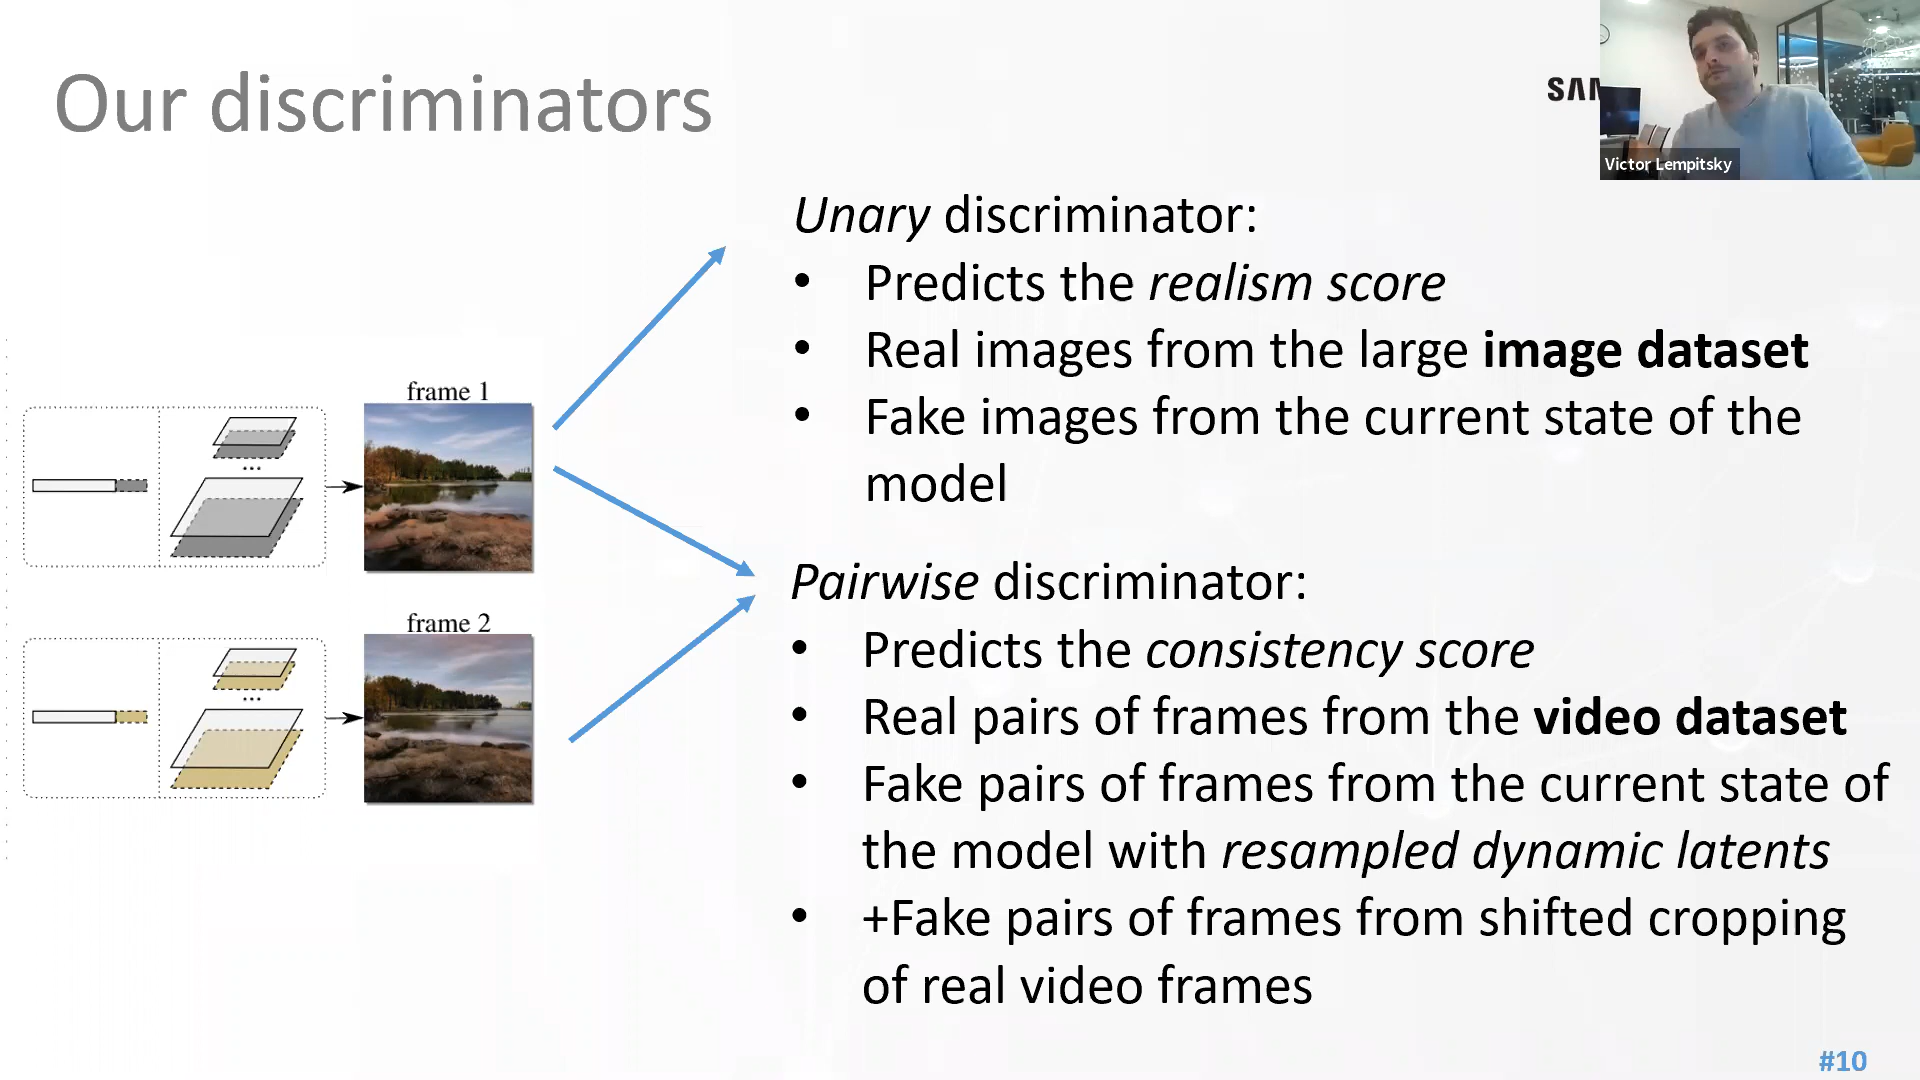 Our discriminators
SAM
Victor Lempitsky
Unary discriminator:
• Predicts the realism score
• Real images from the large image dataset
• Fake images from the current state of the
model
frame 1
...
frame 2
...
Pairwise discriminator:
• Predicts the consistency score
• Real pairs of frames from the video dataset
• Fake pairs of frames from the current state of
the model with resampled dynamic latents
• +Fake pairs of frames from shifted cropping
of real video frames
#10